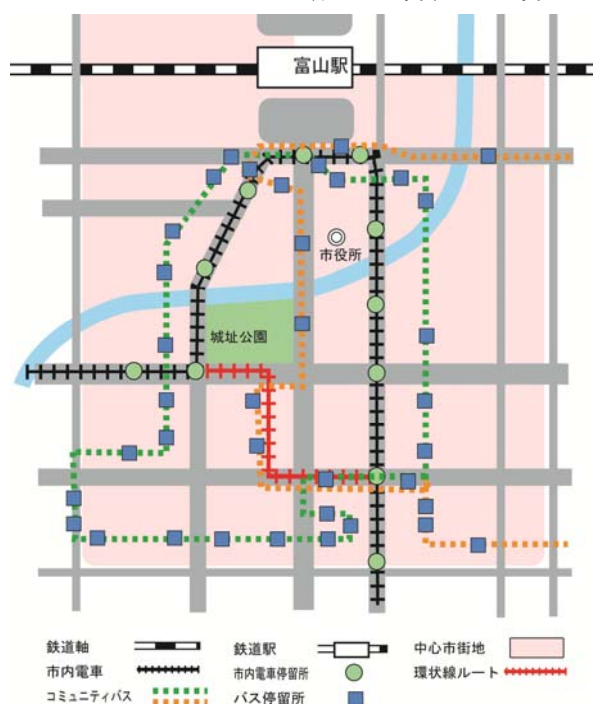 富山駅
市役所
城址公園
鉄道軸
鉄道駅
中心市街地
市内電車
市内電車停留所
環状線ルート
コミュニティバス
バス停留所